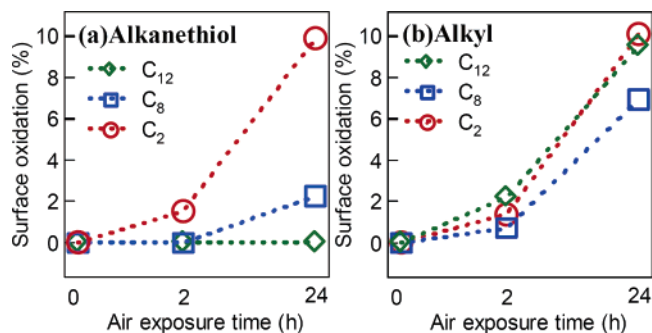 (a)Alkanethiol
C12
C8
C2
Surface oxidation (%)
10
8
6
4
2
0
0 2 24
Air exposure time (h)
(b)Alkyl
C12
C8
C2
Surface oxidation (%)
10
8
6
4
2
0
0 2 24
Air exposure time (h)